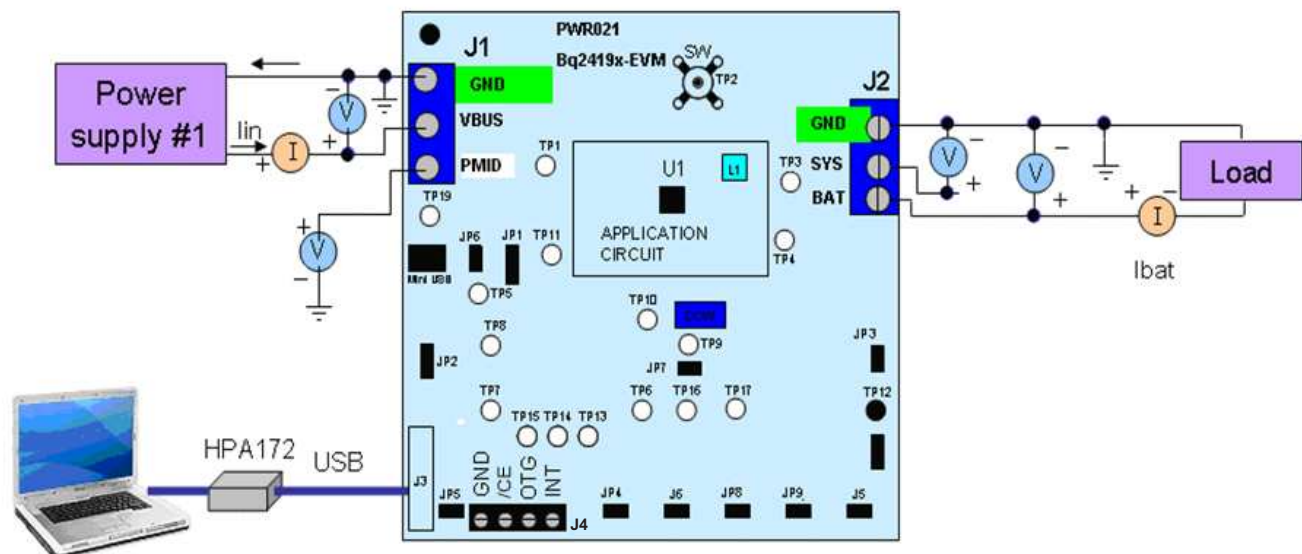 PWR021
Bq2419x-EVM
J1
GND
VBUS
PMID
Power
supply #1
Iin
I
V
-
+
+
V
+
-
SW
TP2
J2
GND
SYS
BAT
V
-
+
V
-
+
I
+
-
Load
Ibat
TP1
U1
L1
TP3
APPLICATION
CIRCUIT
TP4
TP19
Mini USB
JP6
JP1
TP11
TP5
TP10
TP8
TP9
JP2
JP7
JP3
TP7
TP6
TP16
TP17
TP12
TP15
TP14
TP13
HPA172
USB
J3
GND
/CE
OTG
INT
JP5
J4
JP4
J6
JP8
JP9
J5